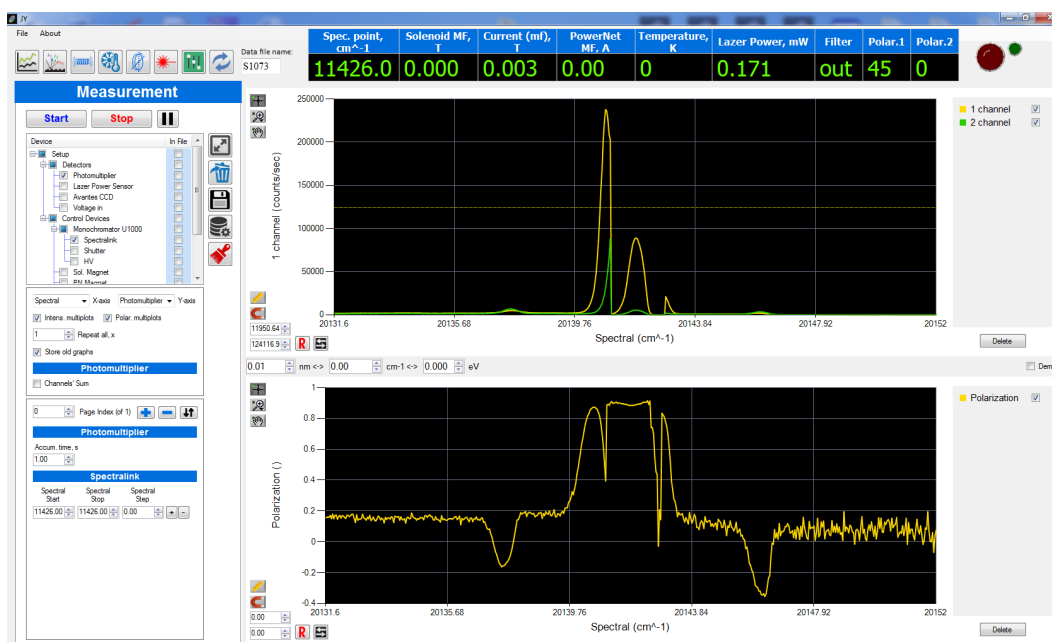 JY
File About
Data file name:
S1073
Spec. point, cm^-1 Solenoid MF, T Current (mf), T PowerNet MF, A Temperature, K Lazer Power, mW Filter Polar.1 Polar.2
11426.0 0.000 0.003 0.00 0 0.171 out 45 0
Measurement
Start Stop
Device In File
Setup
Detectors
Photomultiplier
Lazer Power Sensor
Avantes CCD
Voltage in
Control Devices
Monochromator U1000
Spectralink
Shutter
HV
Sol. Magnet
PN Magnet
Spectral X-axis Photomultiplier Y-axis
Intens. multiplots Polar. multiplots
1 Repeat all, x
Store old graphs
Photomultiplier
Channels' Sum
0 Page Index (of 1)
Photomultiplier
Accum. time, s
1.00
Spectralink
Spectral Start Spectral Stop Spectral Step
11426.00 11426.00 0.00 + -
250000
200000
150000
100000
50000
0
1 channel (counts/sec)
20131.6 20135.68 20139.76 20143.84 20147.92 20152
Spectral (cm^-1)
11950.64
124116.9 R S
1 channel
2 channel
Delete
0.01 nm <-> 0.00 cm-1 <-> 0.000 eV
Dem
1
0.8
0.6
0.4
0.2
0
-0.2
-0.4
Polarization ()
20131.6 20135.68 20139.76 20143.84 20147.92 20152
Spectral (cm^-1)
0.00
0.00 R S
Polarization
Delete